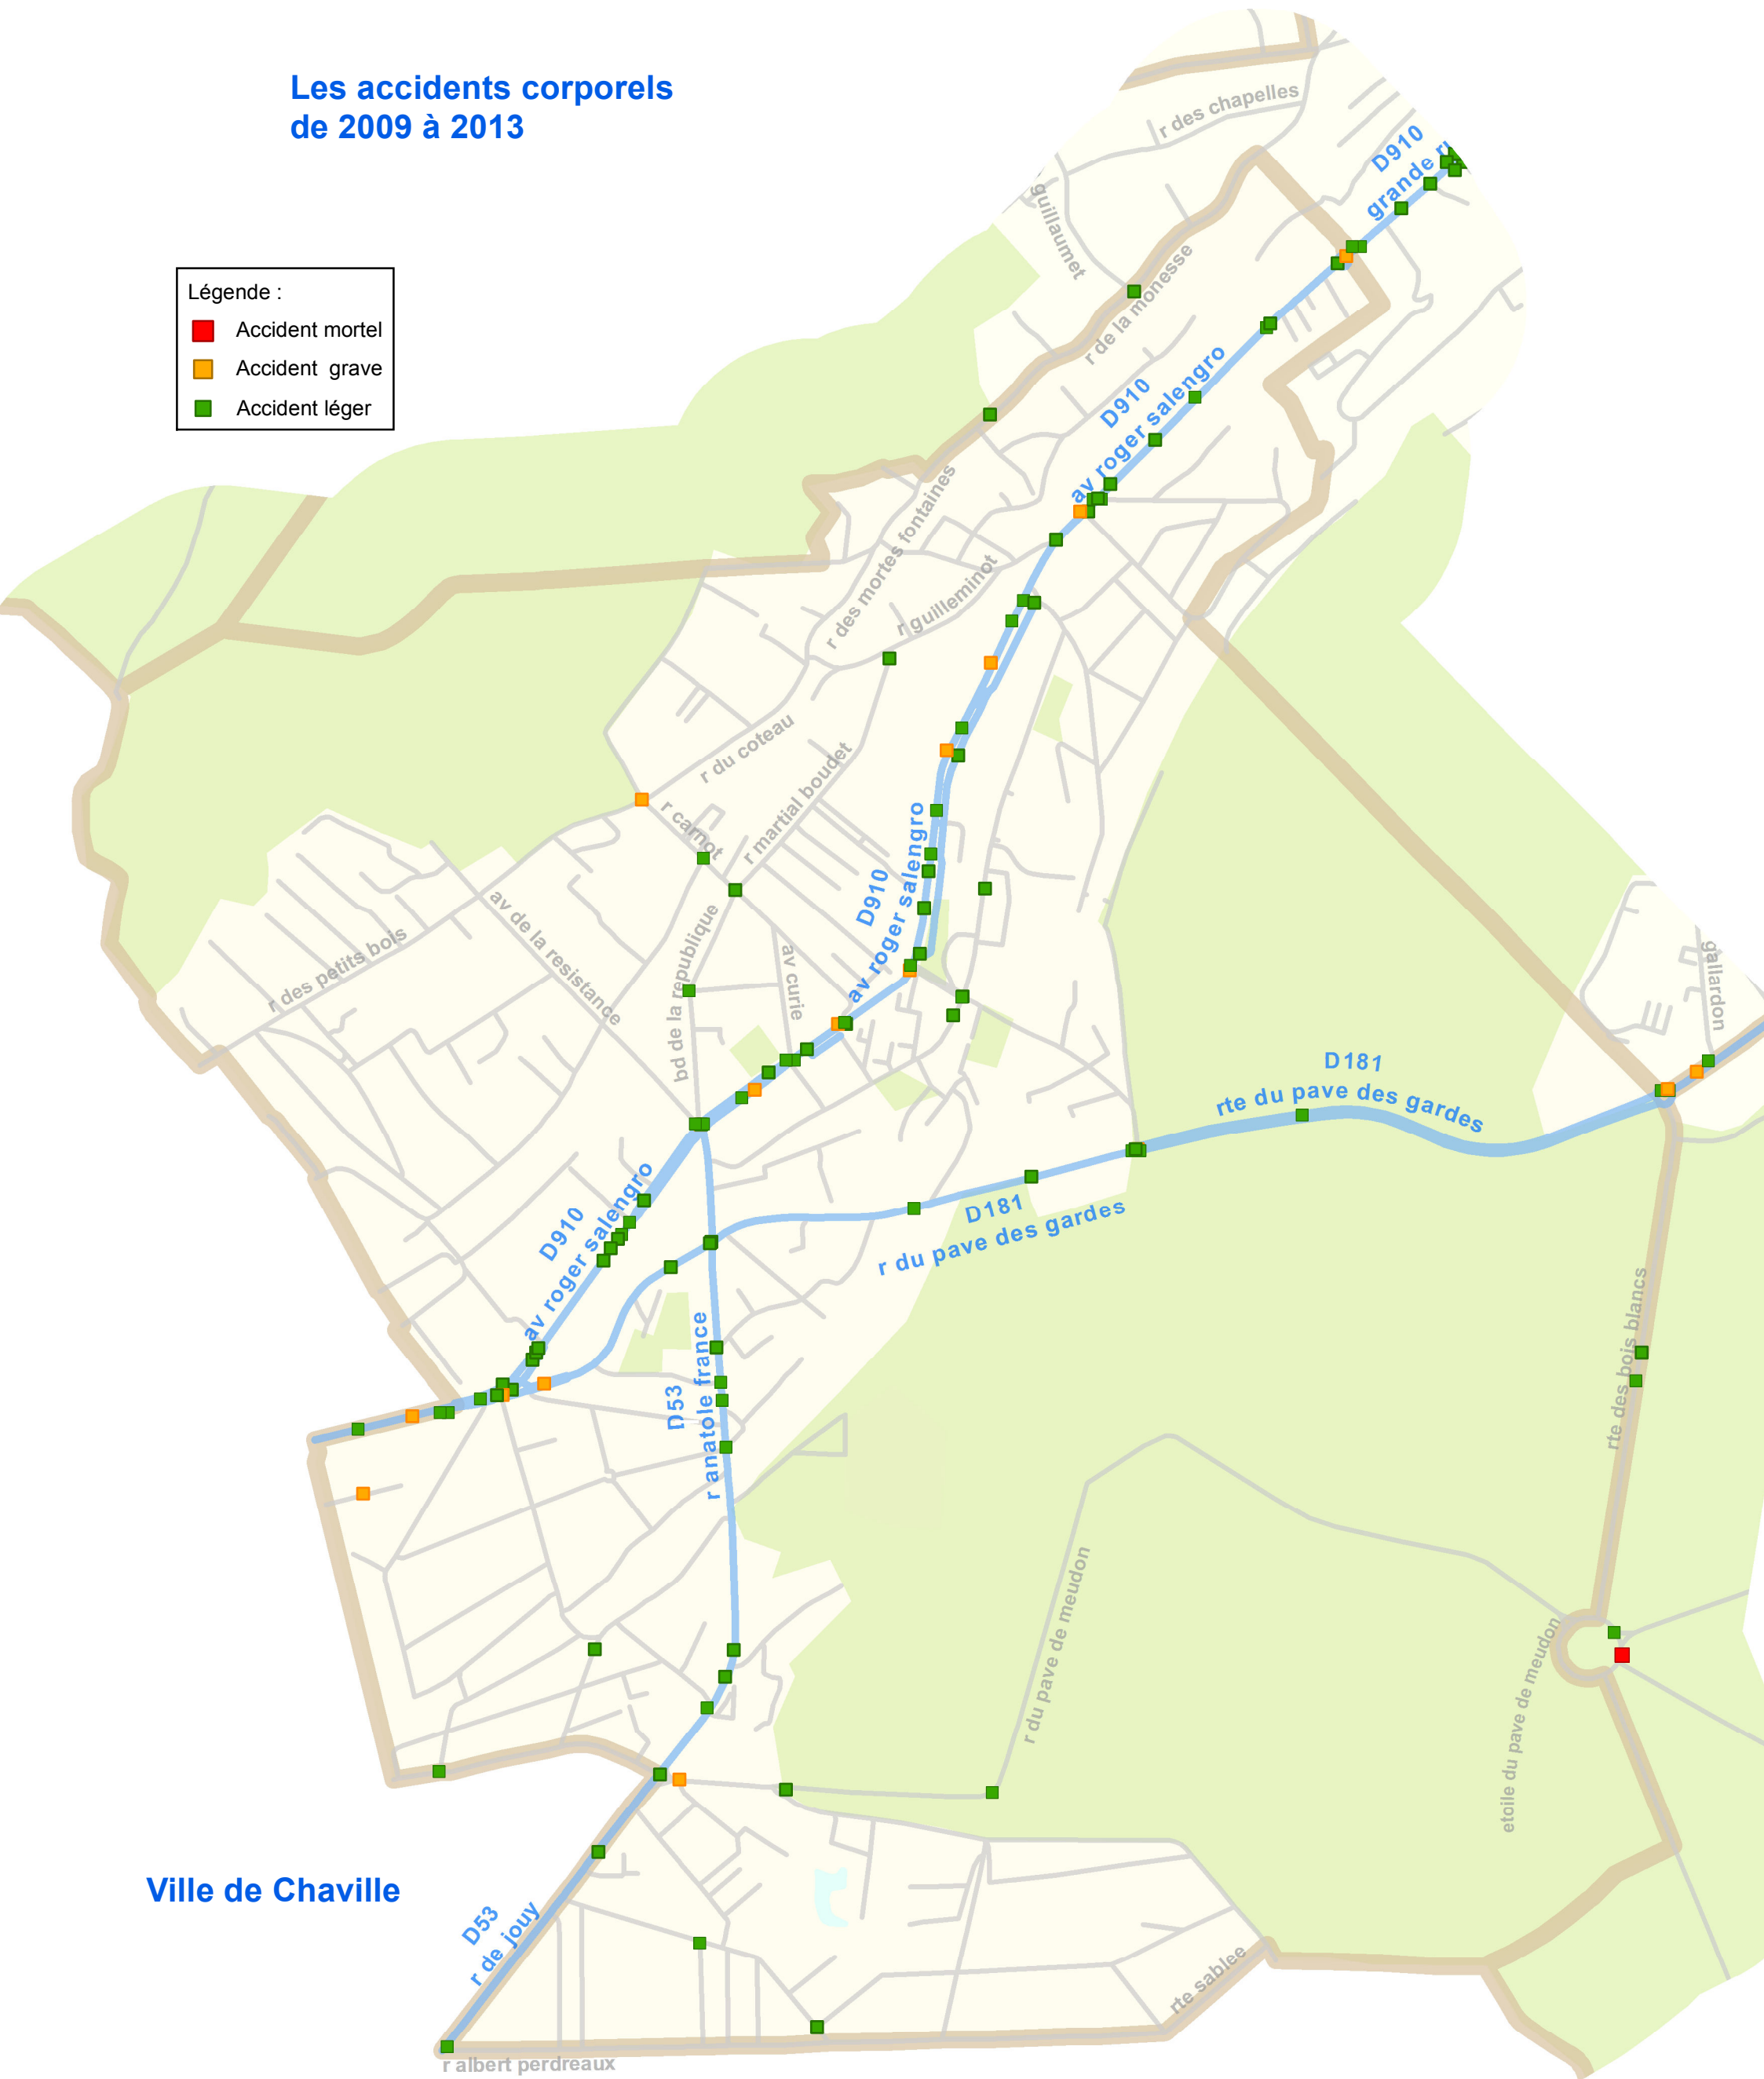 Les accidents corporels
de 2009 à 2013
Légende :
Accident mortel
Accident grave
Accident léger
r des chapelles
D910
guillaumet
r de la monesse
D910
av roger salengro
r des mortes fontaines
r guilleminot
r du coteau
r carnot
r martial boudet
D910
av roger salengro
av de la resistance
r des petits bois
bd de la republique
av curie
gallardon
D181
rte du pave des gardes
D181
r du pave des gardes
D910
av roger salengro
D53
r anatole france
rte des bois blancs
r du pave de meudon
etoile du pave de meudon
Ville de Chaville
D53
r de jouy
rte sablee
r albert perdreaux